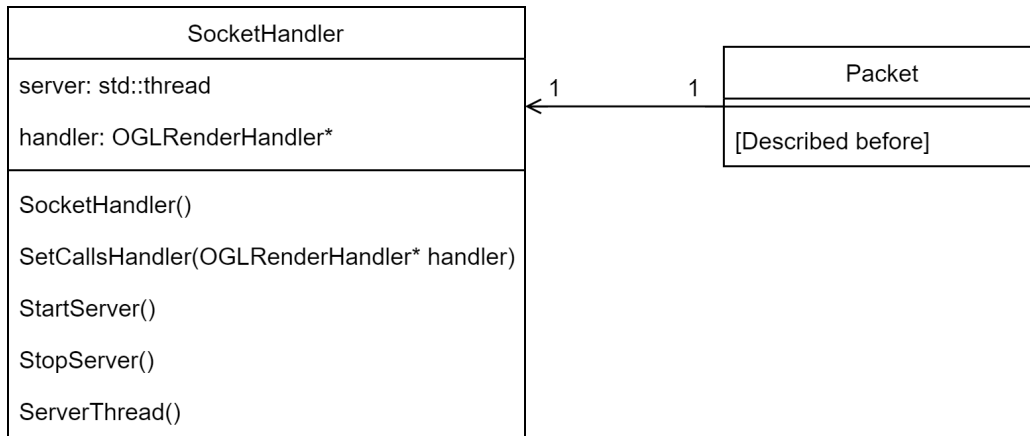 SocketHandler
server: std::thread
handler: OGLRenderHandler*
SocketHandler()
SetCallsHandler(OGLRenderHandler* handler)
StartServer()
StopServer()
ServerThread()
1
1
Packet
[Described before]